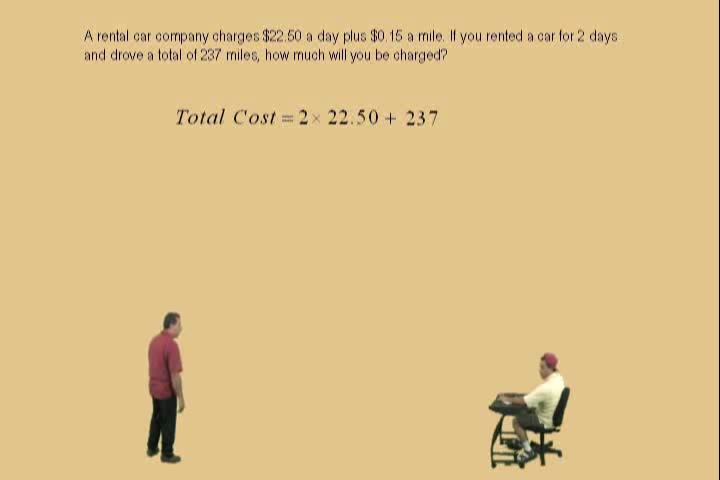 A rental car company charges $22.50 a day plus $0.15 a mile. If you rented a car for 2 days
and drove a total of 237 miles, how much will you be charged?
Total Cost = 2 × 22.50 + 237